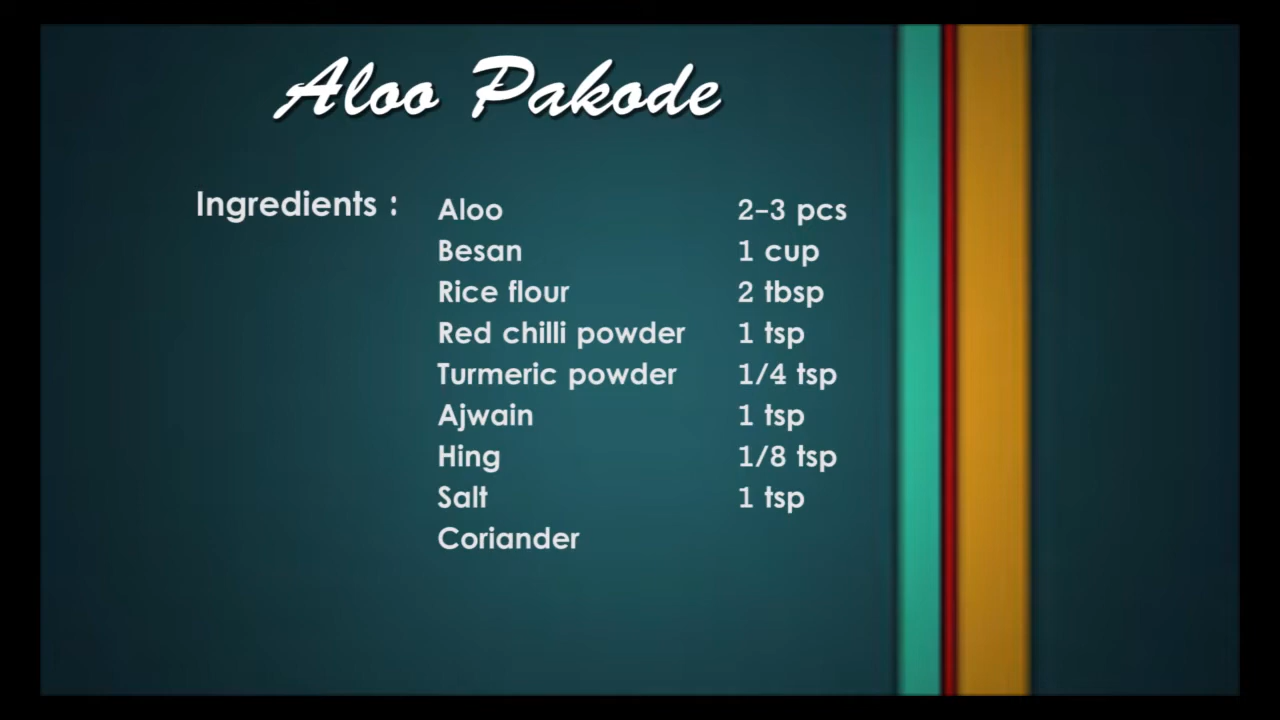 Aloo Pakode
Ingredients :
Aloo 2-3 pcs
Besan 1 cup
Rice flour 2 tbsp
Red chilli powder 1 tsp
Turmeric powder 1/4 tsp
Ajwain 1 tsp
Hing 1/8 tsp
Salt 1 tsp
Coriander